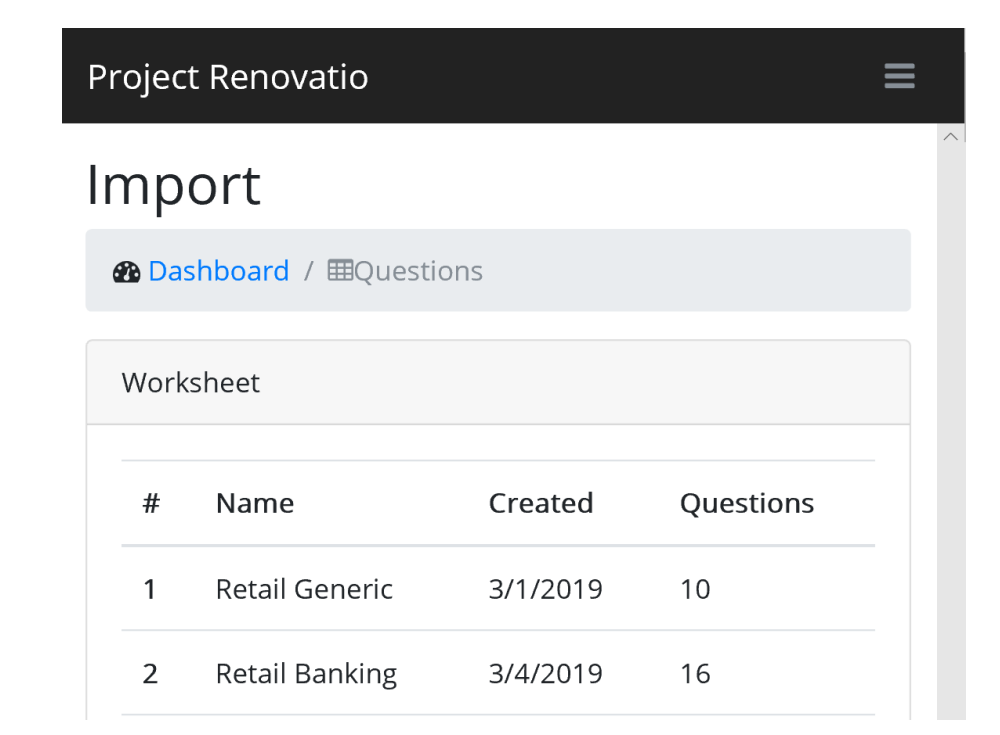 Project Renovatio
Import
Dashboard / Questions
Worksheet
# Name Created Questions
1 Retail Generic 3/1/2019 10
2 Retail Banking 3/4/2019 16